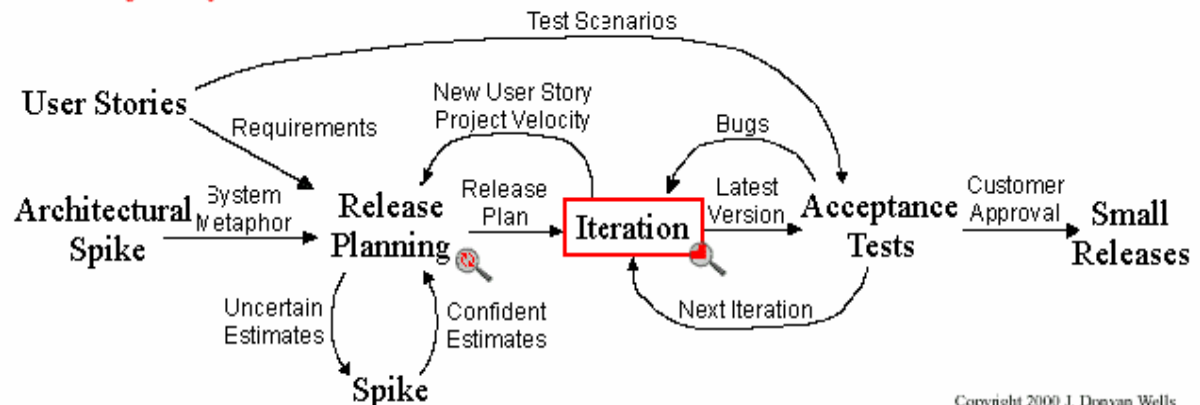 Test Scenarios
User Stories
New User Story
Project Velocity
Bugs
Requirements
Architectural
Spike
System
Metaphor
Release
Planning
Release
Plan
Iteration
Latest
Version
Acceptance
Tests
Customer
Approval
Small
Releases
Uncertain
Estimates
Confident
Estimates
Next Iteration
Spike
Copyright 2000 J. Donvan Wells